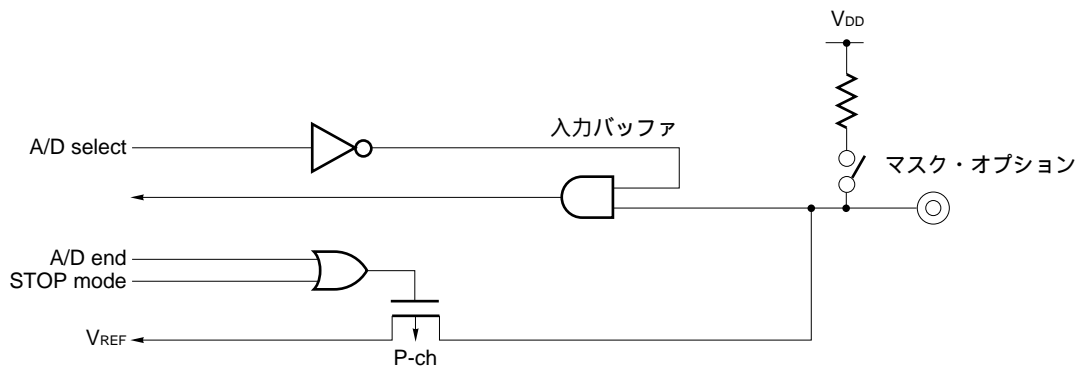 VDD
入力バッファ
A/D select
マスク・オプション
A/D end
STOP mode
VREF
P-ch